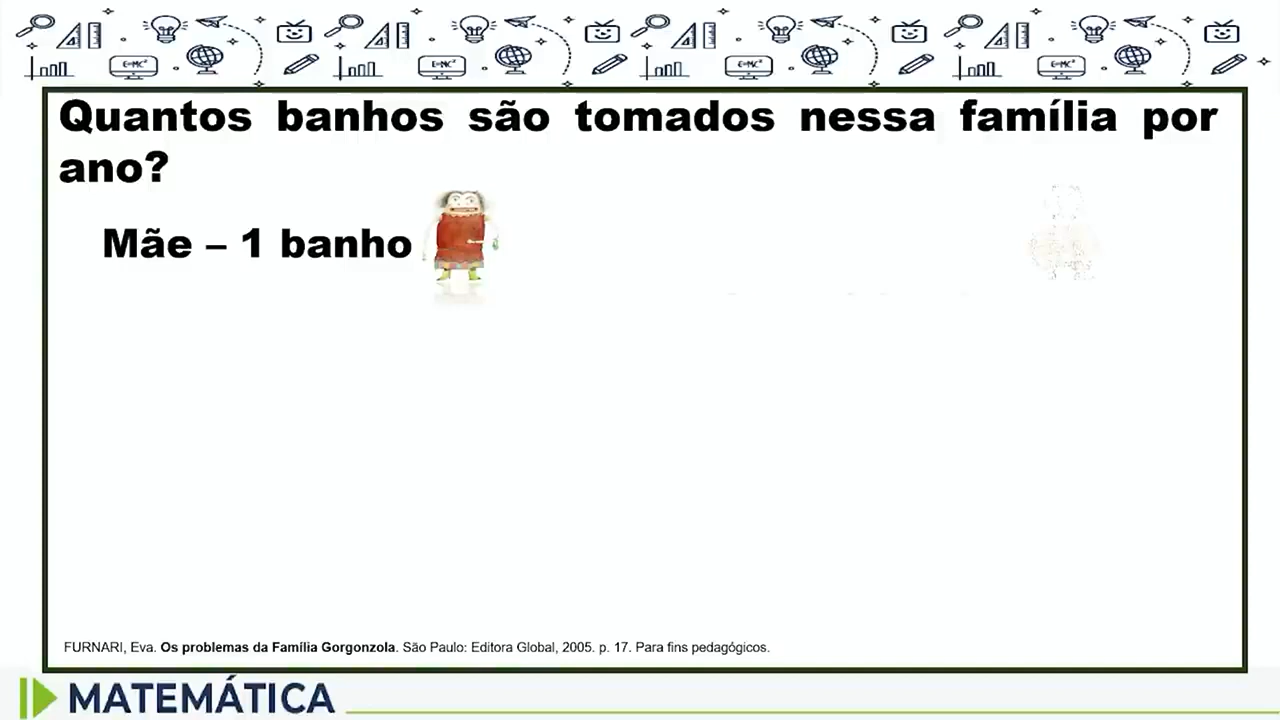 Quantos banhos são tomados nessa família por
ano?
Mãe – 1 banho
FURNARI, Eva. Os problemas da Família Gorgonzola. São Paulo: Editora Global, 2005. p. 17. Para fins pedagógicos.
MATEMÁTICA